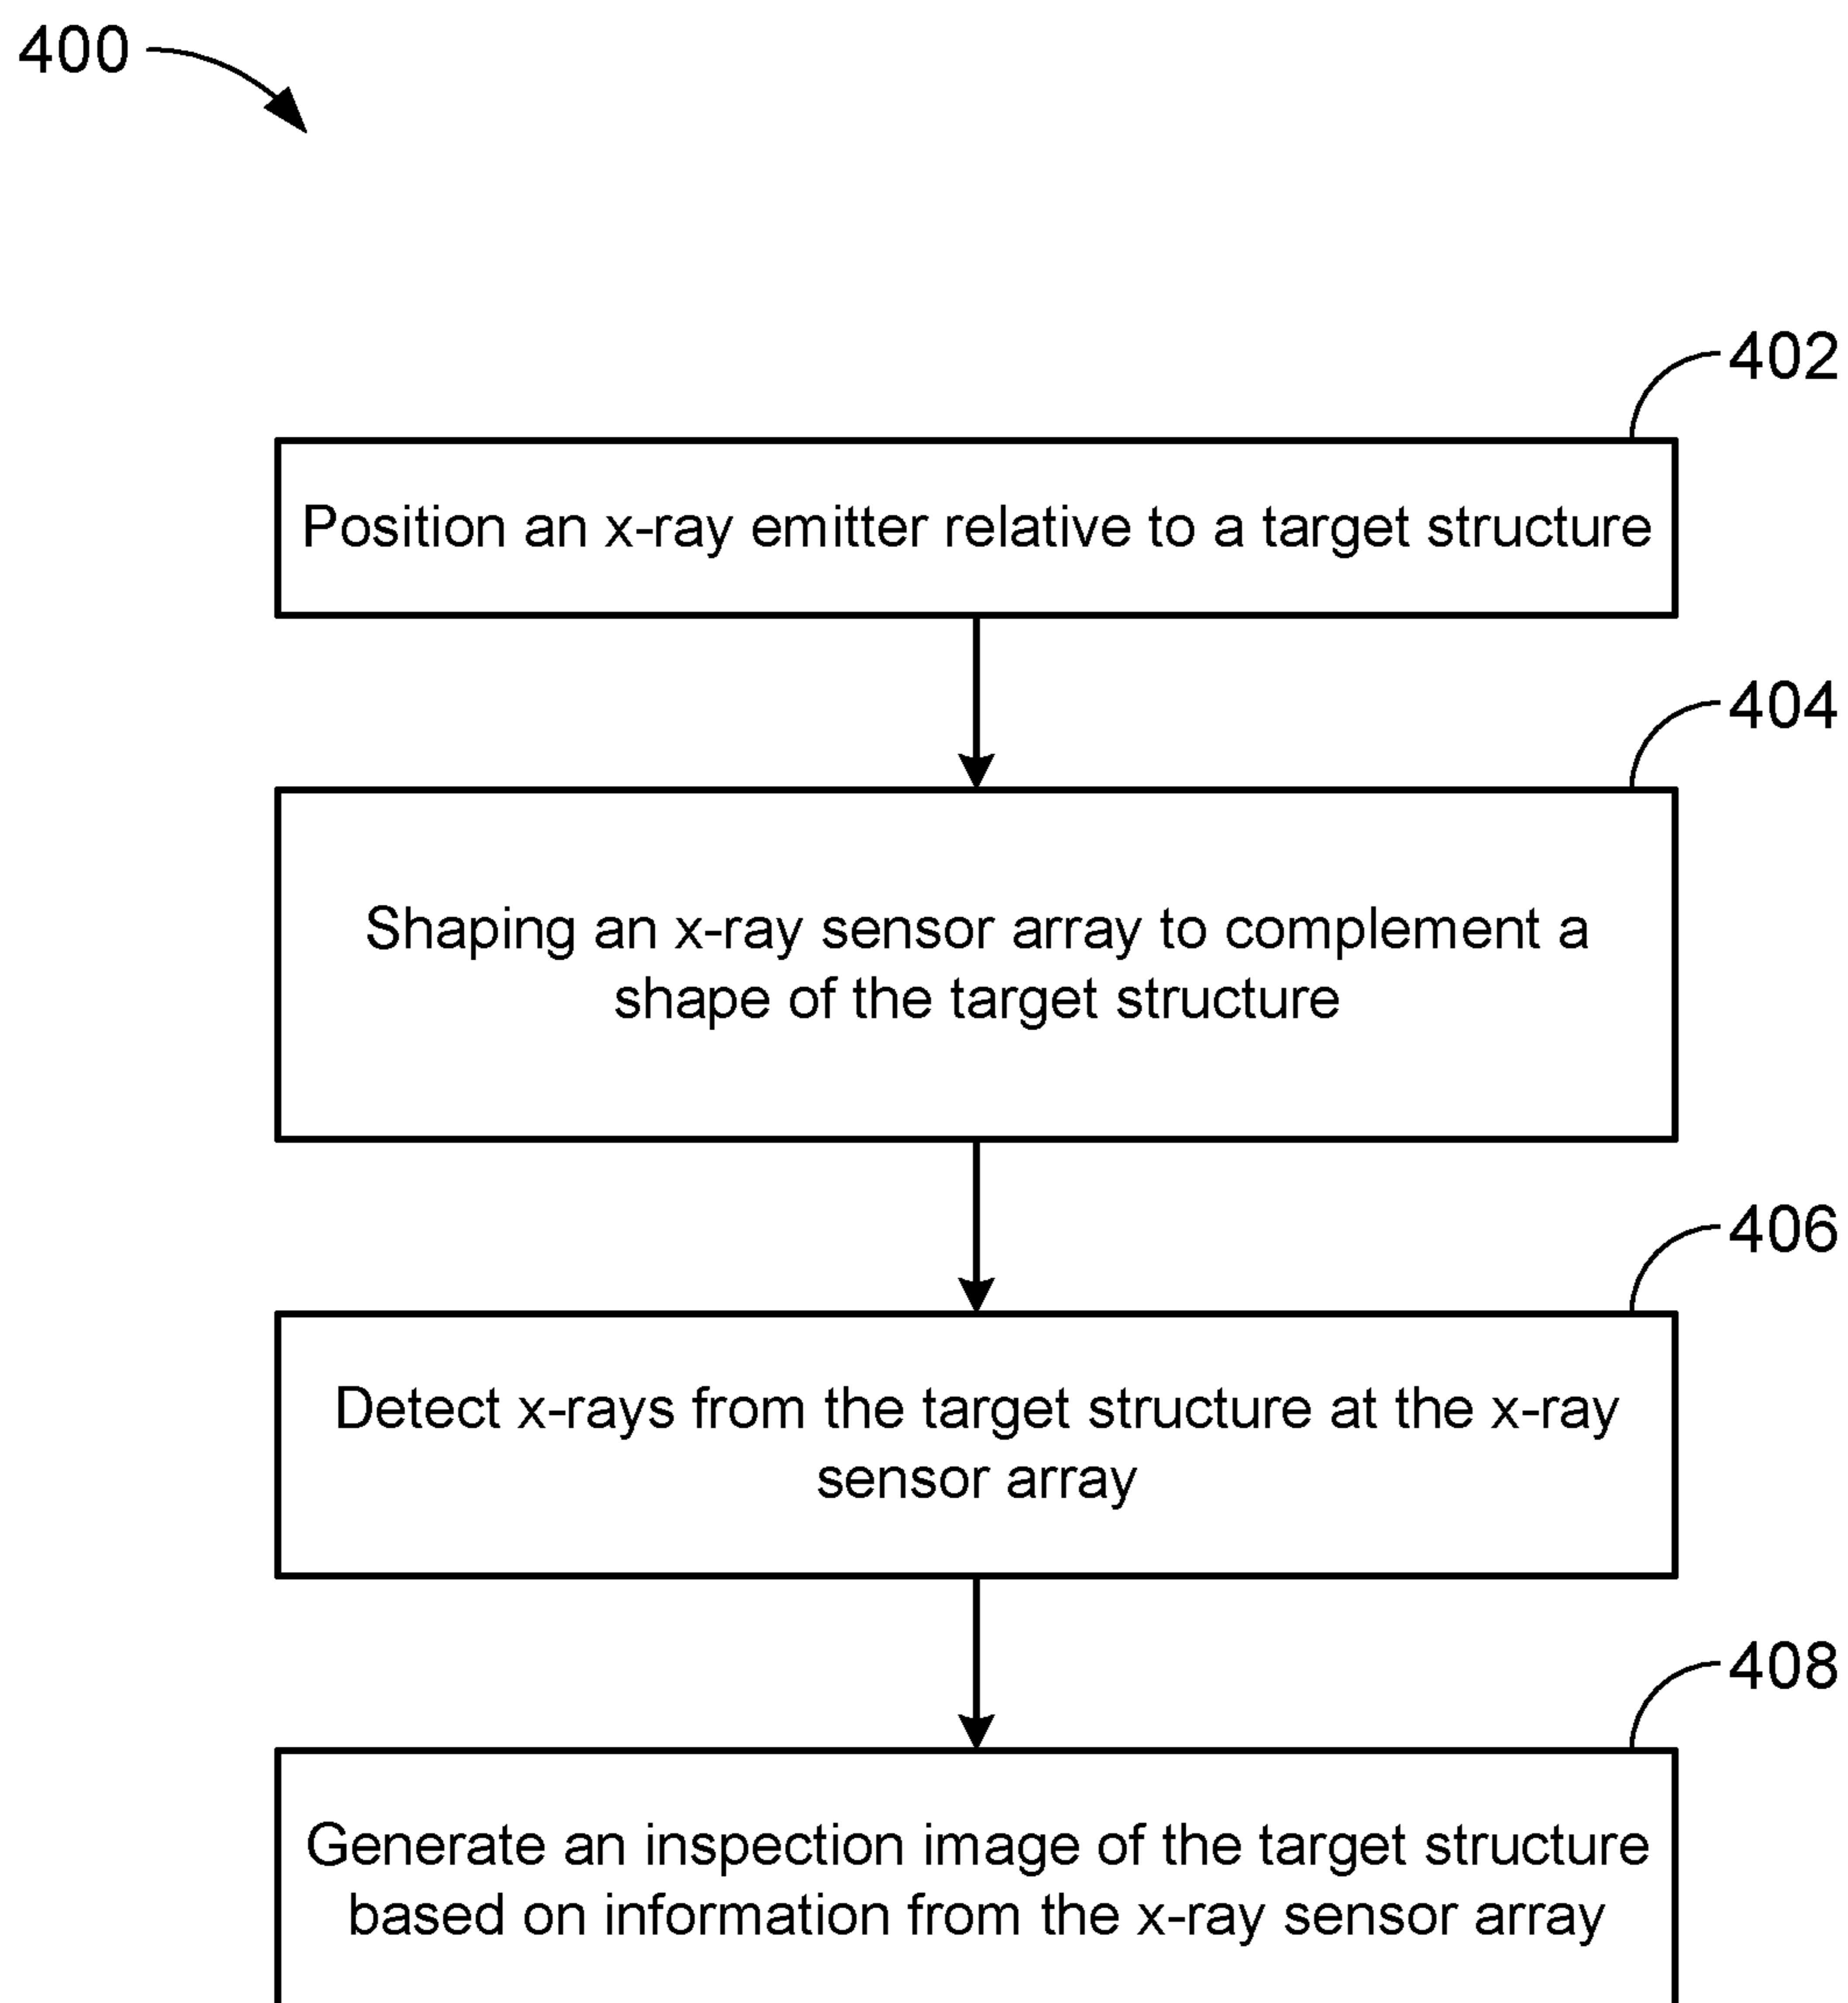 400
402
Position an x-ray emitter relative to a target structure
404
Shaping an x-ray sensor array to complement a
shape of the target structure
406
Detect x-rays from the target structure at the x-ray
sensor array
408
Generate an inspection image of the target structure
based on information from the x-ray sensor array